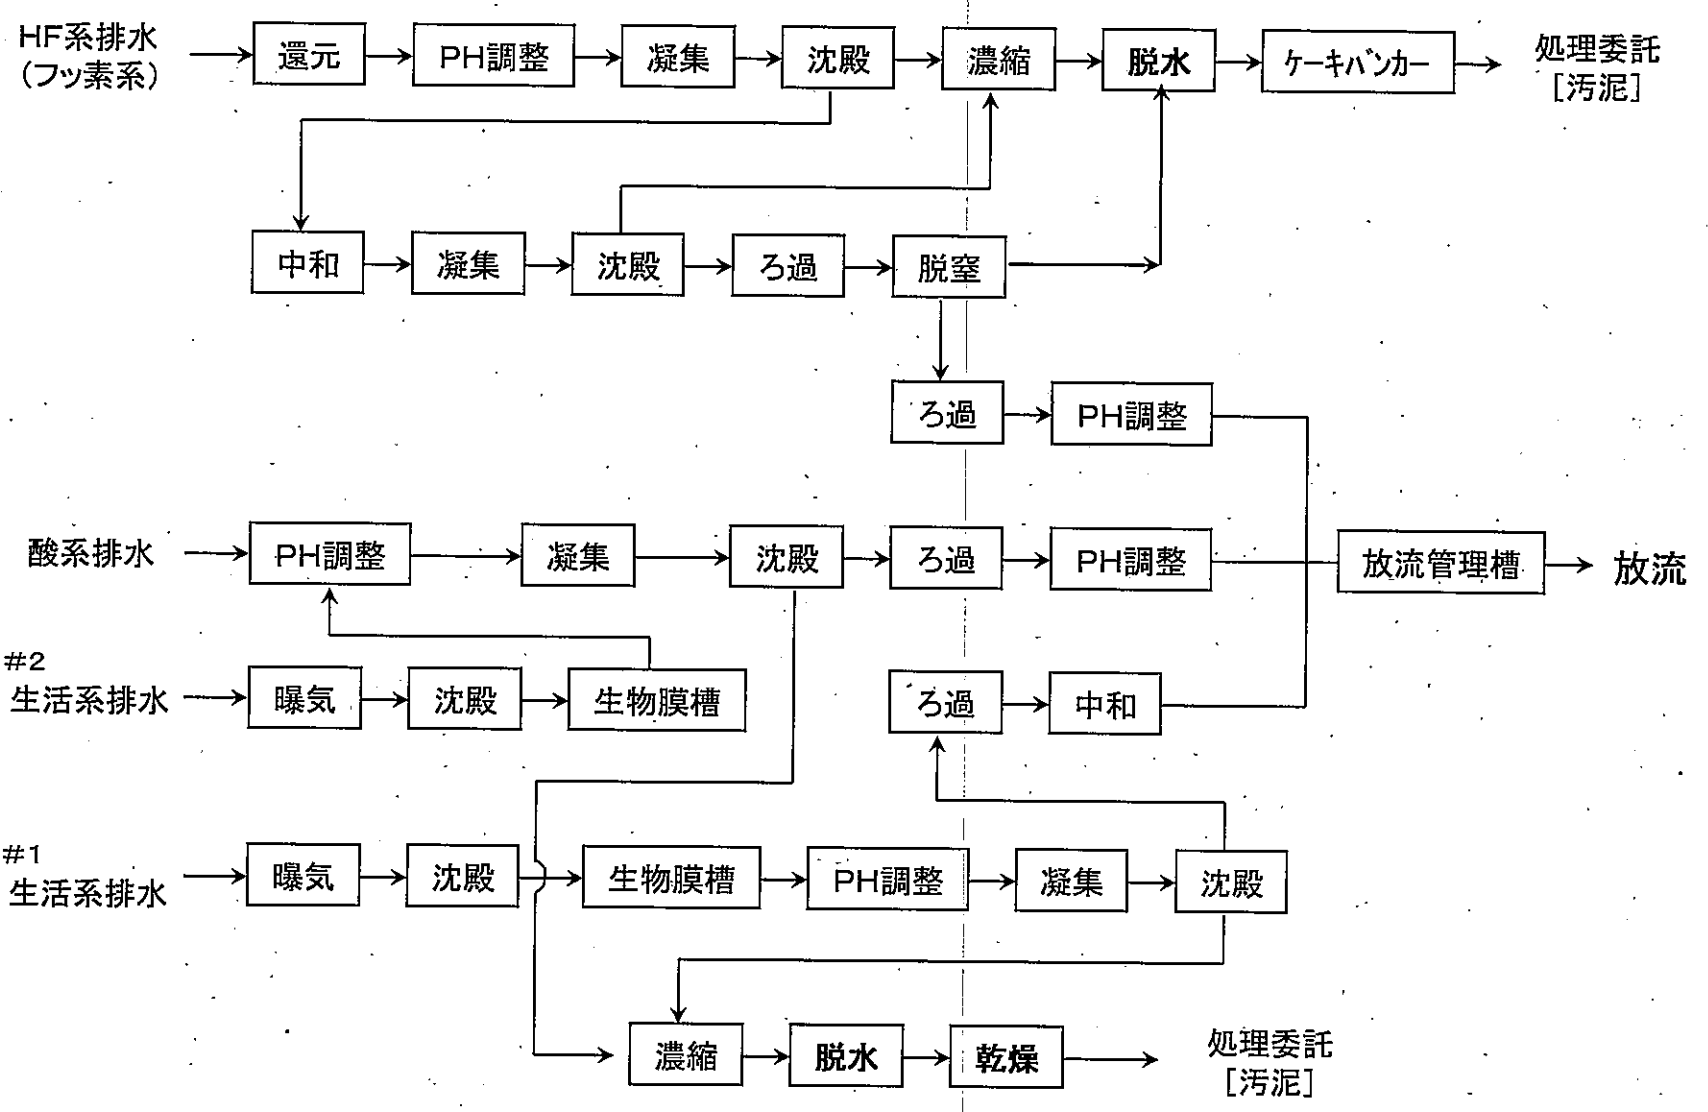 HF系排水
（フッ素系）
還元
PH調整
凝集
沈殿
濃縮
脱水
ｹｰｷﾊﾞﾝｶｰ
処理委託
［汚泥］
中和
凝集
沈殿
ろ過
脱窒
ろ過
PH調整
酸系排水
PH調整
凝集
沈殿
ろ過
PH調整
放流管理槽
放流
#2
生活系排水
曝気
沈殿
生物膜槽
ろ過
中和
#1
生活系排水
曝気
沈殿
生物膜槽
PH調整
凝集
沈殿
濃縮
脱水
乾燥
処理委託
［汚泥］